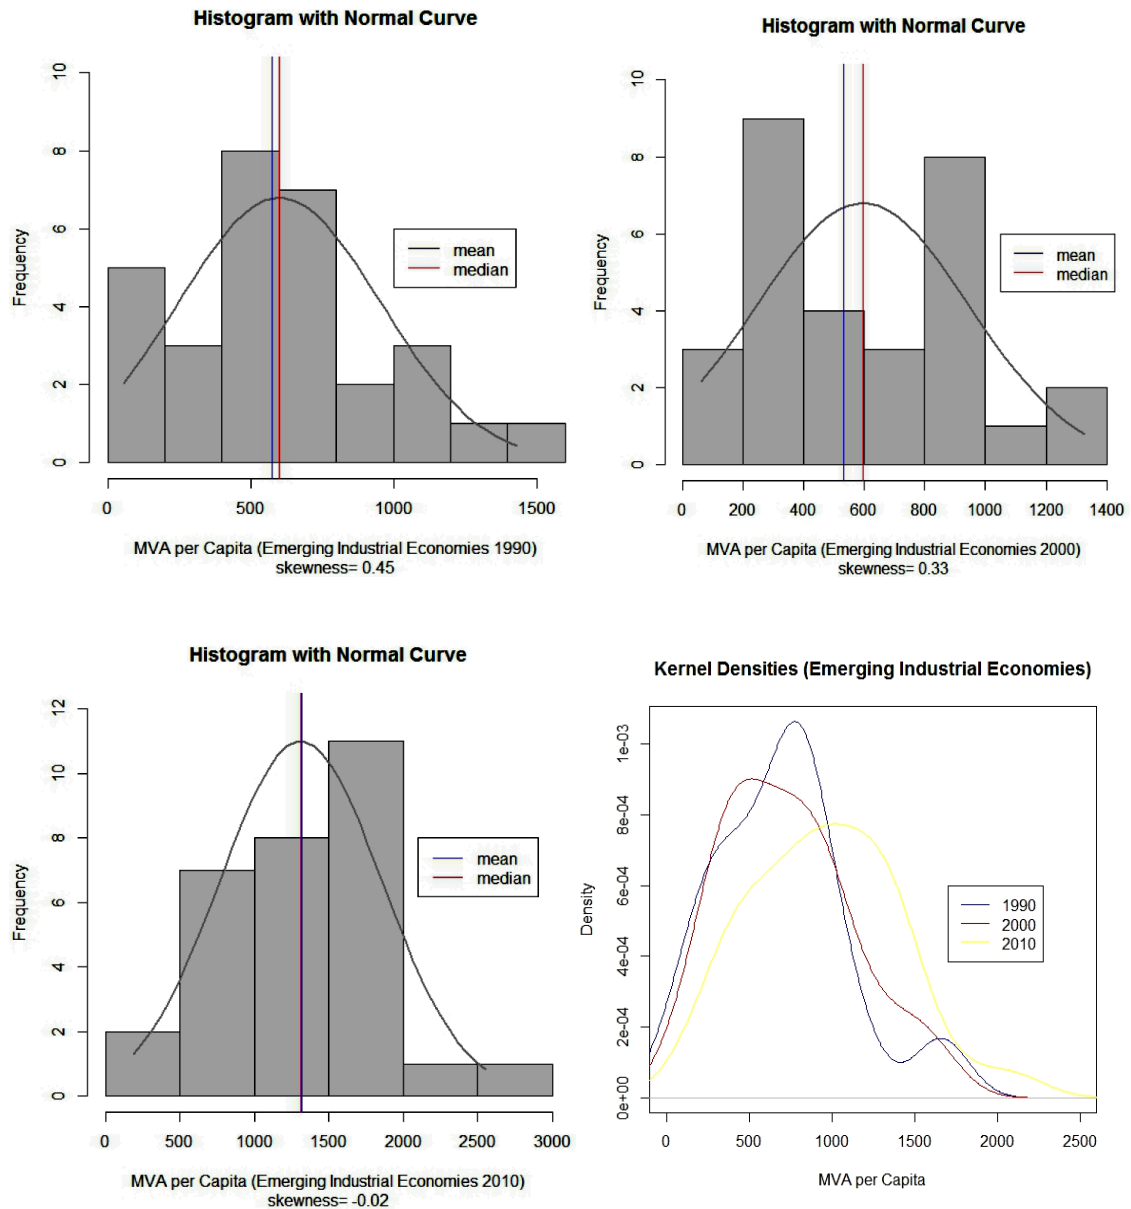 Histogram with Normal Curve
Frequency
0
2
4
6
8
10
mean
median
0
500
1000
1500
MVA per Capita (Emerging Industrial Economies 1990)
skewness= 0.45
Histogram with Normal Curve
Frequency
0
2
4
6
8
10
mean
median
0
200
400
600
800
1000
1200
1400
MVA per Capita (Emerging Industrial Economies 2000)
skewness= 0.33
Histogram with Normal Curve
Frequency
0
2
4
6
8
10
12
mean
median
0
500
1000
1500
2000
2500
3000
MVA per Capita (Emerging Industrial Economies 2010)
skewness= -0.02
Kernel Densities (Emerging Industrial Economies)
Density
0e+00
2e-04
4e-04
6e-04
8e-04
1e-03
1990
2000
2010
0
500
1000
1500
2000
2500
MVA per Capita